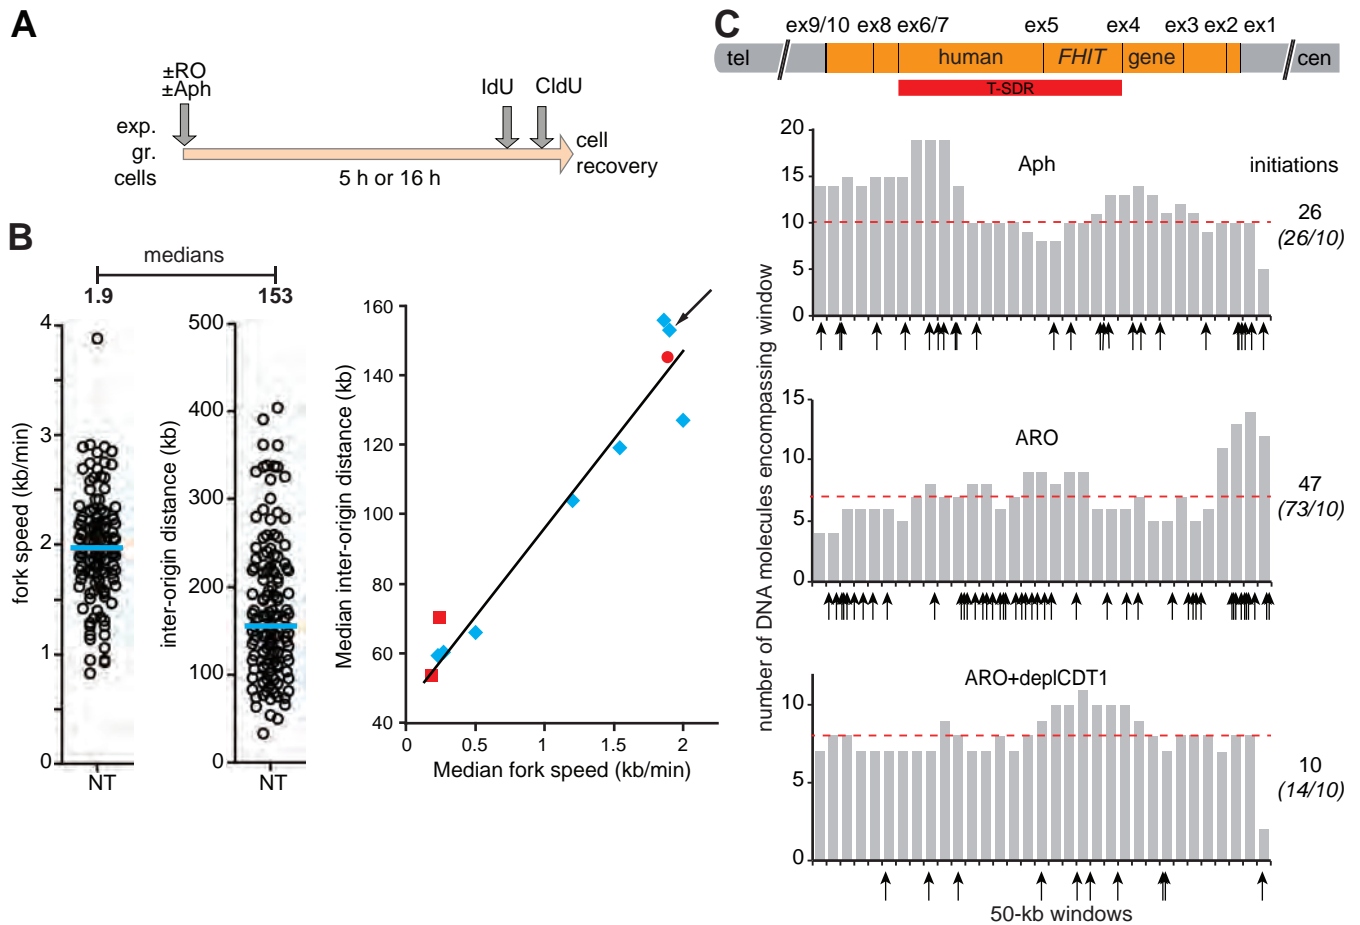 A
±RO
±Aph
IdU
CldU
exp.
gr.
cells
cell
recovery
5 h or 16 h
B
medians
1.9
153
fork speed (kb/min)
4
3
2
1
0
NT
inter-origin distance (kb)
500
400
300
200
100
0
NT
Median inter-origin distance (kb)
160
140
120
100
80
60
40
0
0.5
1
1.5
2
Median fork speed (kb/min)
C
ex9/10
ex8
ex6/7
ex5
ex4
ex3
ex2
ex1
tel
human
FHIT
gene
cen
T-SDR
number of DNA molecules encompassing window
20
15
10
5
0
Aph
initiations
26
(26/10)
15
10
5
0
ARO
47
(73/10)
10
5
0
ARO+deplCDT1
10
(14/10)
50-kb windows